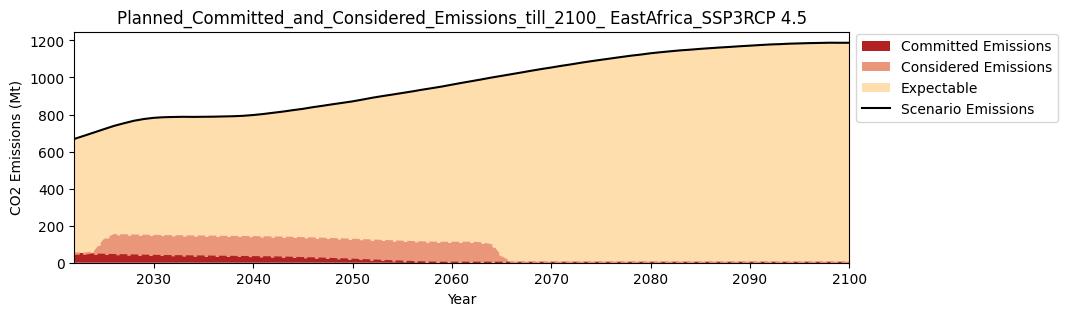 Planned_Committed_and_Considered_Emissions_till_2100_ EastAfrica_SSP3RCP 4.5
1200
1000
800
600
400
200
0
CO2 Emissions (Mt)
2030 2040 2050 2060 2070 2080 2090 2100
Year
Committed Emissions
Considered Emissions
Expectable
Scenario Emissions